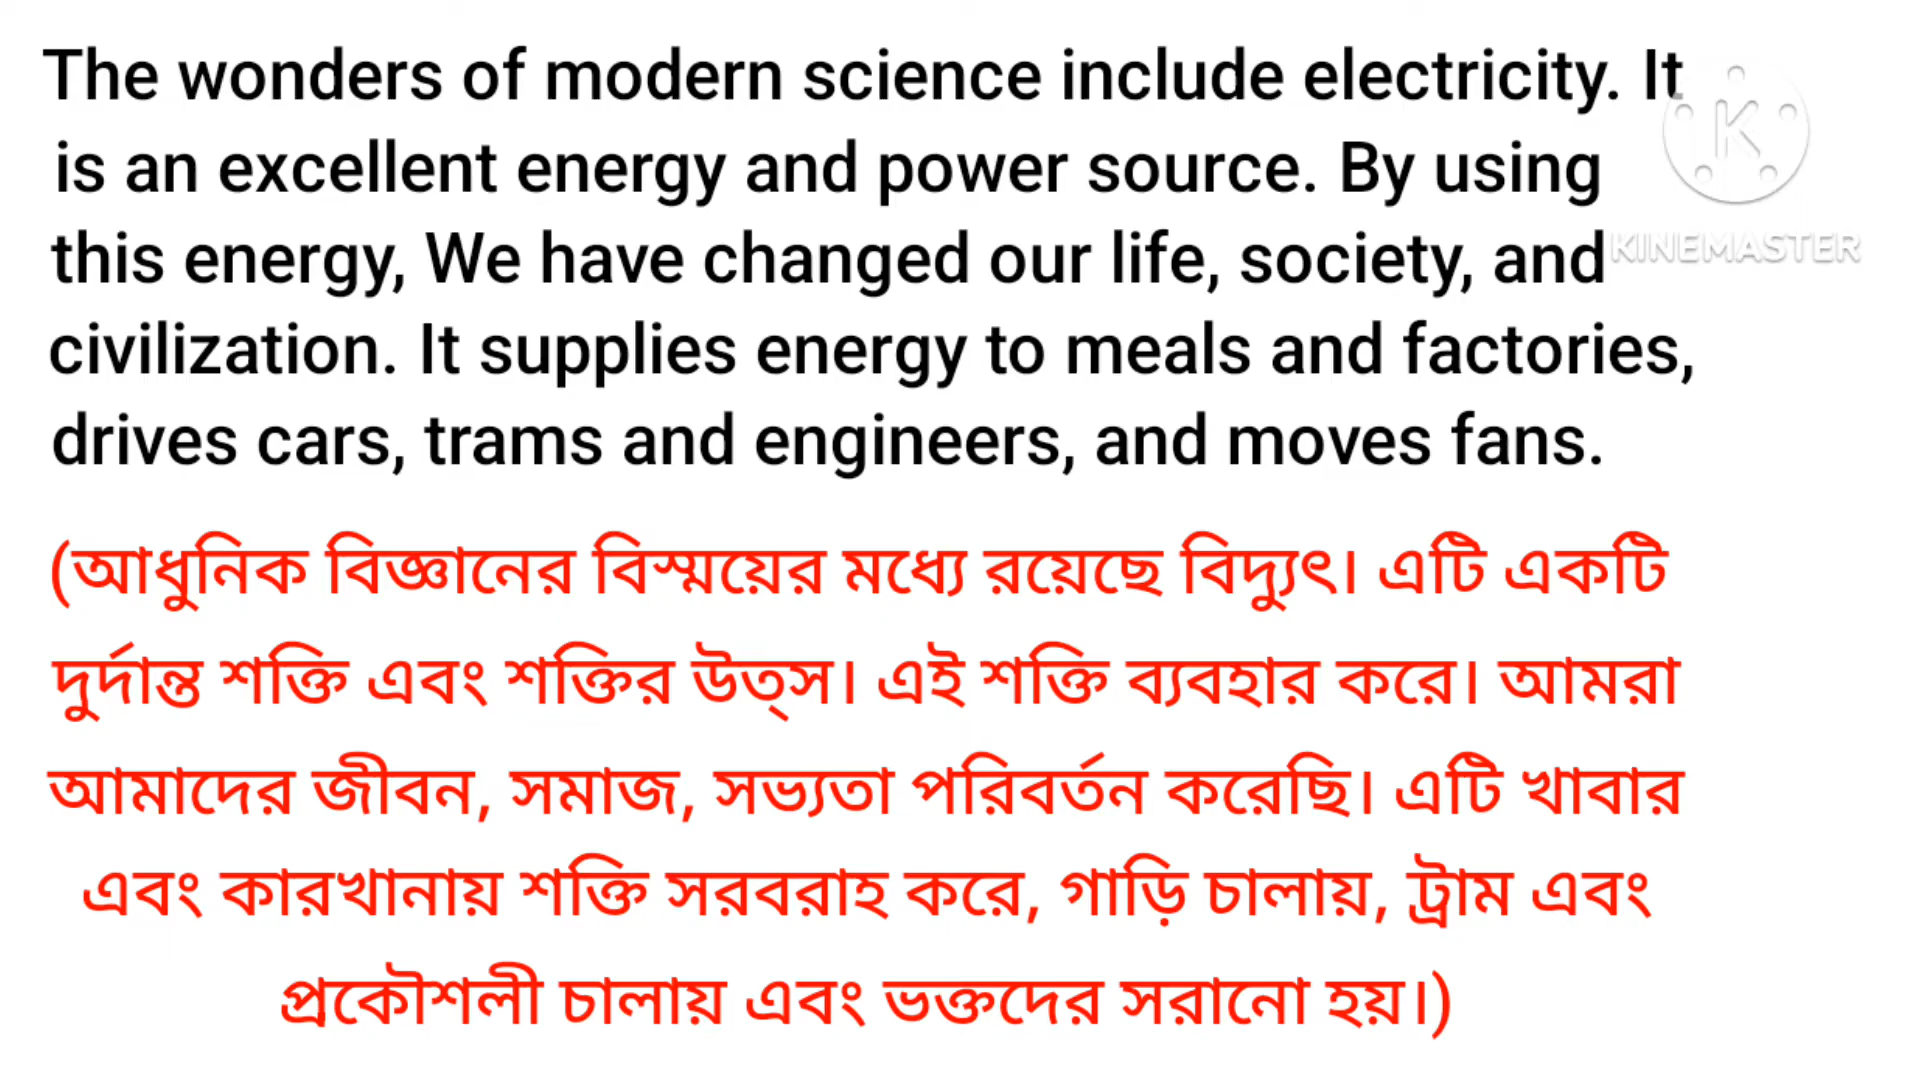 The wonders of modern science include electricity. It
is an excellent energy and power source. By using
this energy, We have changed our life, society, and
civilization. It supplies energy to meals and factories,
drives cars, trams and engineers, and moves fans.
K
KINEMASTER
(আধুনিক বিজ্ঞানের বিস্ময়ের মধ্যে রয়েছে বিদ্যুৎ। এটি একটি
দুর্দান্ত শক্তি এবং শক্তির উত্স। এই শক্তি ব্যবহার করে। আমরা
আমাদের জীবন, সমাজ, সভ্যতা পরিবর্তন করেছি। এটি খাবার
এবং কারখানায় শক্তি সরবরাহ করে, গাড়ি চালায়, ট্রাম এবং
প্রকৌশলী চালায় এবং ভক্তদের সরানো হয়।)